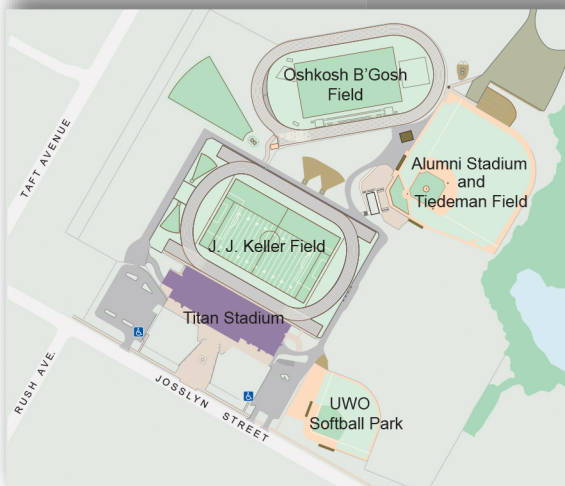 Oshkosh B'Gosh
Field
TAFT AVENUE
Alumni Stadium
and
Tiedeman Field
J. J. Keller Field
Titan Stadium
RUSH AVE.
JOSSLYN STREET
UWO
Softball Park